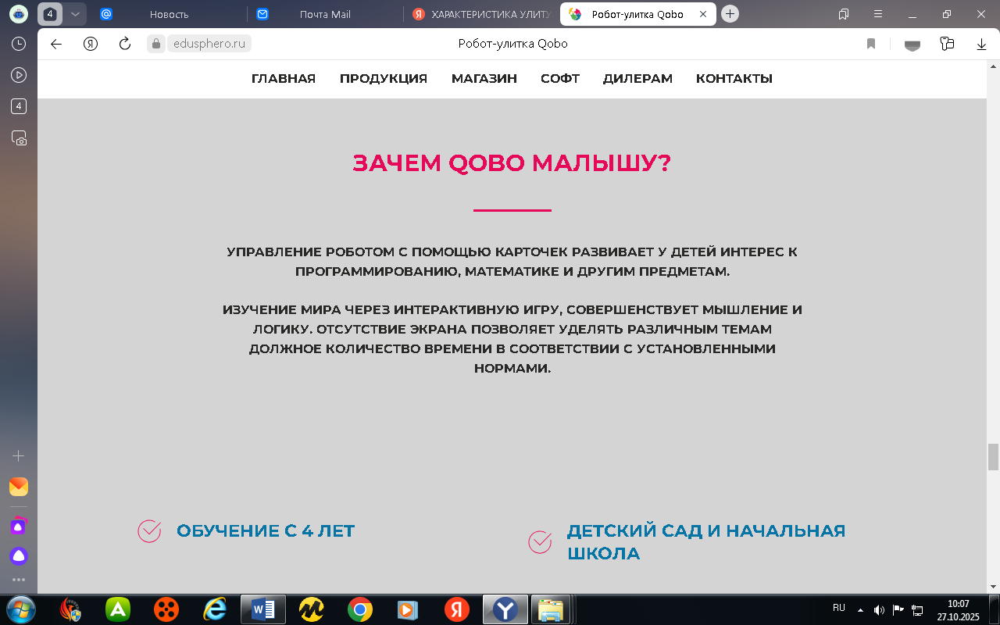 4
Новость
Почта Mail
ХАРАКТЕРИСТИКА УЛИТУ
Робот-улитка Qobo
edusphero.ru
Робот-улитка Qobo
4
ГЛАВНАЯ ПРОДУКЦИЯ МАГАЗИН СОФТ ДИЛЕРАМ КОНТАКТЫ
ЗАЧЕМ QOBO МАЛЫШУ?
УПРАВЛЕНИЕ РОБОТОМ С ПОМОЩЬЮ КАРТОЧЕК РАЗВИВАЕТ У ДЕТЕЙ ИНТЕРЕС К
ПРОГРАММИРОВАНИЮ, МАТЕМАТИКЕ И ДРУГИМ ПРЕДМЕТАМ.
ИЗУЧЕНИЕ МИРА ЧЕРЕЗ ИНТЕРАКТИВНУЮ ИГРУ, СОВЕРШЕНСТВУЕТ МЫШЛЕНИЕ И
ЛОГИКУ. ОТСУТСТВИЕ ЭКРАНА ПОЗВОЛЯЕТ УДЕЛЯТЬ РАЗЛИЧНЫМ ТЕМАМ
ДОЛЖНОЕ КОЛИЧЕСТВО ВРЕМЕНИ В СООТВЕТСТВИИ С УСТАНОВЛЕННЫМИ
НОРМАМИ.
ОБУЧЕНИЕ С 4 ЛЕТ
ДЕТСКИЙ САД И НАЧАЛЬНАЯ
ШКОЛА
RU
10:07
27.10.2025